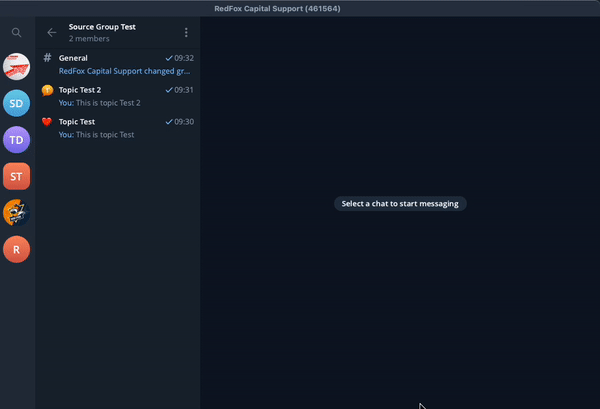 RedFox Capital Support (461564)
Source Group Test
2 members
# General 09:32
RedFox Capital Support changed gr...
Topic Test 2 09:31
You: This is topic Test 2
Topic Test 09:30
You: This is topic Test
SD
TD
ST
R
Select a chat to start messaging